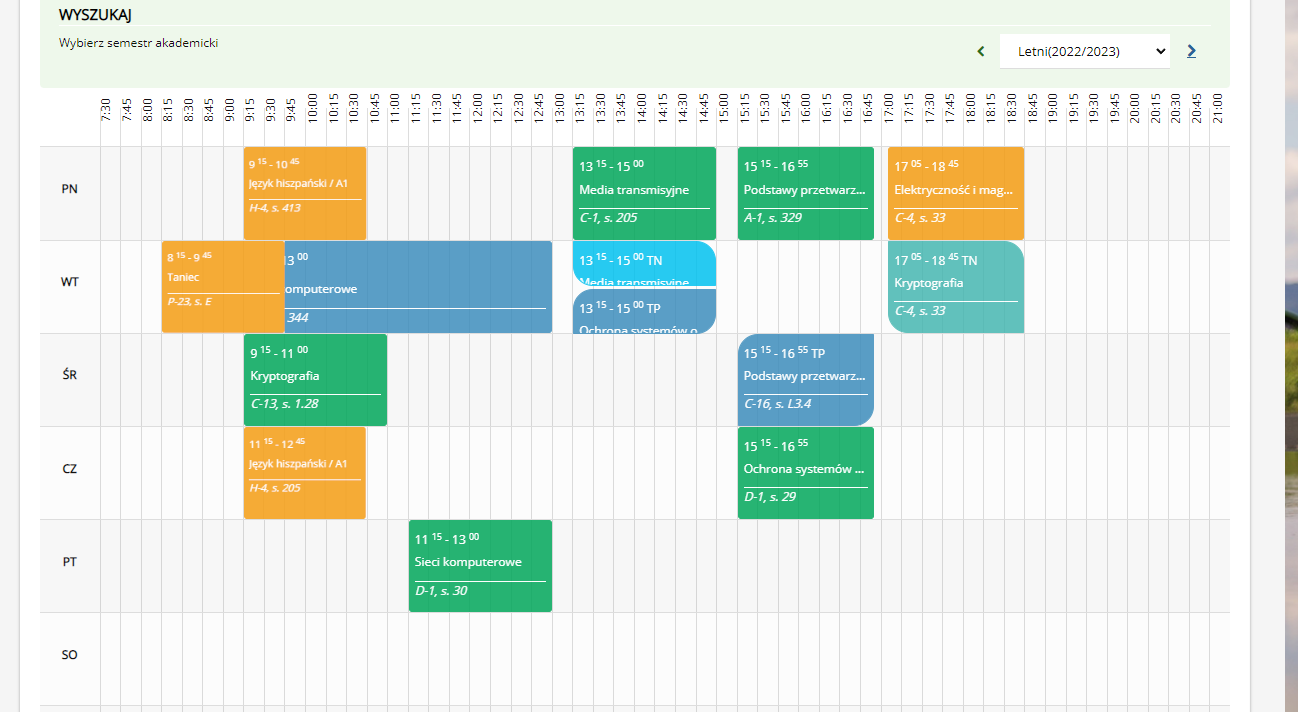 WYSZUKAJ
Wybierz semestr akademicki
Letni(2022/2023)
7:30 7:45 8:00 8:15 8:30 8:45 9:00 9:15 9:30 9:45 10:00 10:15 10:30 10:45 11:00 11:15 11:30 11:45 12:00 12:15 12:30 12:45 13:00 13:15 13:30 13:45 14:00 14:15 14:30 14:45 15:00 15:15 15:30 15:45 16:00 16:15 16:30 16:45 17:00 17:15 17:30 17:45 18:00 18:15 18:30 18:45 19:00 19:15 19:30 19:45 20:00 20:15 20:30 20:45 21:00
PN
9 15 - 10 45
Język hiszpański / A1
H-4, s. 413
13 15 - 15 00
Media transmisyjne
C-1, s. 205
15 15 - 16 55
Podstawy przetwarz...
A-1, s. 329
17 05 - 18 45
Elektryczność i mag...
C-4, s. 33
WT
8 15 - 9 45
Taniec
P-23, s. E
13 00
omputerowe
344
13 15 - 15 00 TN
Media transmisyjne
13 15 - 15 00 TP
Ochrona systemów o
17 05 - 18 45 TN
Kryptografia
C-4, s. 33
ŚR
9 15 - 11 00
Kryptografia
C-13, s. 1.28
15 15 - 16 55 TP
Podstawy przetwarz...
C-16, s. L3.4
CZ
11 15 - 12 45
Język hiszpański / A1
H-4, s. 205
15 15 - 16 55
Ochrona systemów ...
D-1, s. 29
PT
11 15 - 13 00
Sieci komputerowe
D-1, s. 30
SO